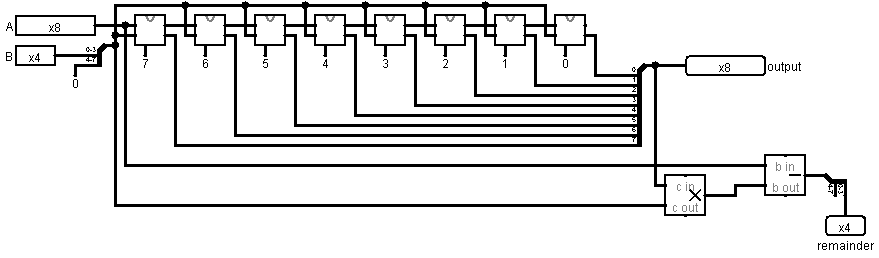 A x8
B x4
0-3
4-7
0
7 6 5 4 3 2 1 0
0
1
2
3
4
5
6
7
x8 output
b in
b out
c in
c out
x4
remainder